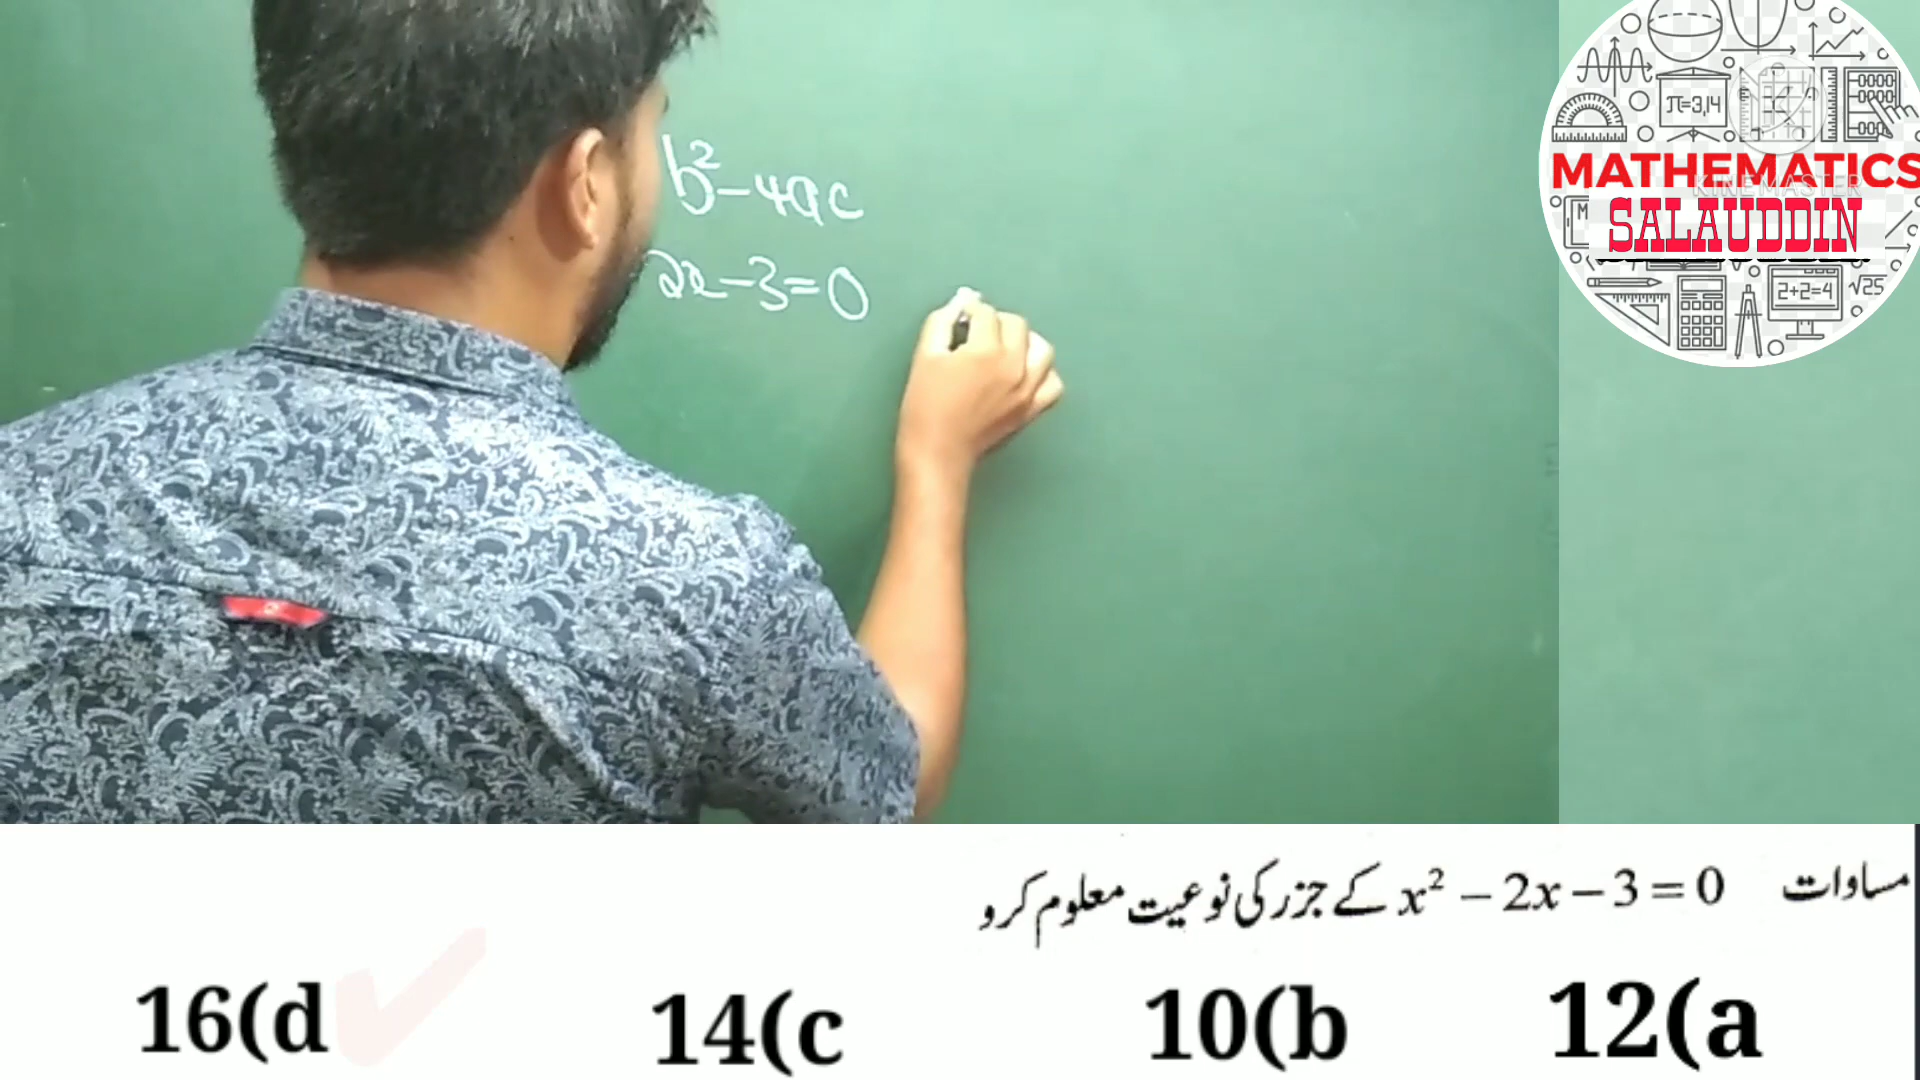 b²-4ac
2x-3=0
π=3,14
MATHEMATICS
KINEMASTER
SALAUDDIN
2+2=4
√25
مساوات x² - 2x - 3 = 0 کے جزر کی نوعیت معلوم کرو
12(a
10(b
14(c
16(d